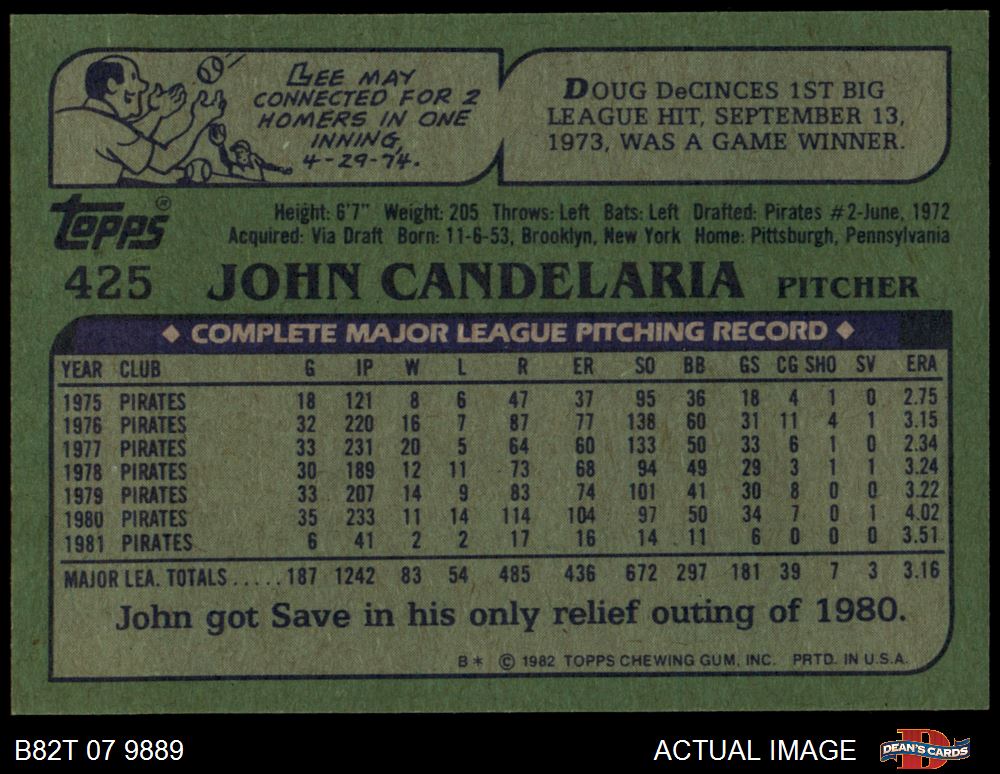 LEE MAY
CONNECTED FOR 2
HOMERS IN ONE
INNING,
4-29-74.
DOUG DeCINCES 1ST BIG
LEAGUE HIT, SEPTEMBER 13,
1973, WAS A GAME WINNER.
Topps®
Height: 6'7" Weight: 205 Throws: Left Bats: Left Drafted: Pirates #2-June, 1972
Acquired: Via Draft Born: 11-6-53, Brooklyn, New York Home: Pittsburgh, Pennsylvania
425 JOHN CANDELARIA PITCHER
◆ COMPLETE MAJOR LEAGUE PITCHING RECORD ◆
YEAR CLUB G IP W L R ER SO BB GS CG SHO SV ERA
1975 PIRATES 18 121 8 6 47 37 95 36 18 4 1 0 2.75
1976 PIRATES 32 220 16 7 87 77 138 60 31 11 4 1 3.15
1977 PIRATES 33 231 20 5 64 60 133 50 33 6 1 0 2.34
1978 PIRATES 30 189 12 11 73 68 94 49 29 3 1 1 3.24
1979 PIRATES 33 207 14 9 83 74 101 41 30 8 0 0 3.22
1980 PIRATES 35 233 11 14 114 104 97 50 34 7 0 1 4.02
1981 PIRATES 6 41 2 2 17 16 14 11 6 0 0 0 3.51
MAJOR LEA. TOTALS.....187 1242 83 54 485 436 672 297 181 39 7 3 3.16
John got Save in his only relief outing of 1980.
B* © 1982 TOPPS CHEWING GUM, INC. PRTD. IN U.S.A.
B82T 07 9889 ACTUAL IMAGE DEAN'S CARDS